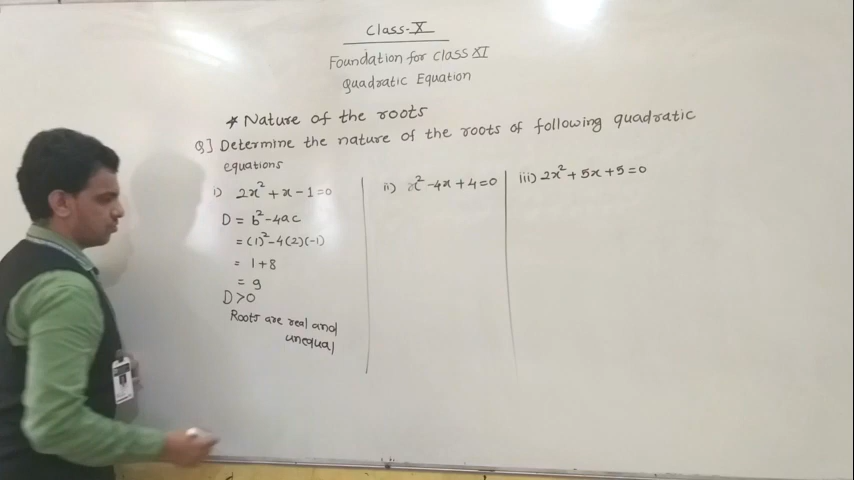 Class-X
Foundation for class XI
Quadratic Equation
* Nature of the roots
Q] Determine the nature of the roots of following quadratic
equations
i) 2x² + x - 1 = 0
D = b² - 4ac
= (1)² - 4(2)(-1)
= 1+8
= 9
D > 0
Roots are real and
unequal
ii) x² - 4x + 4 = 0
iii) 2x² + 5x + 5 = 0